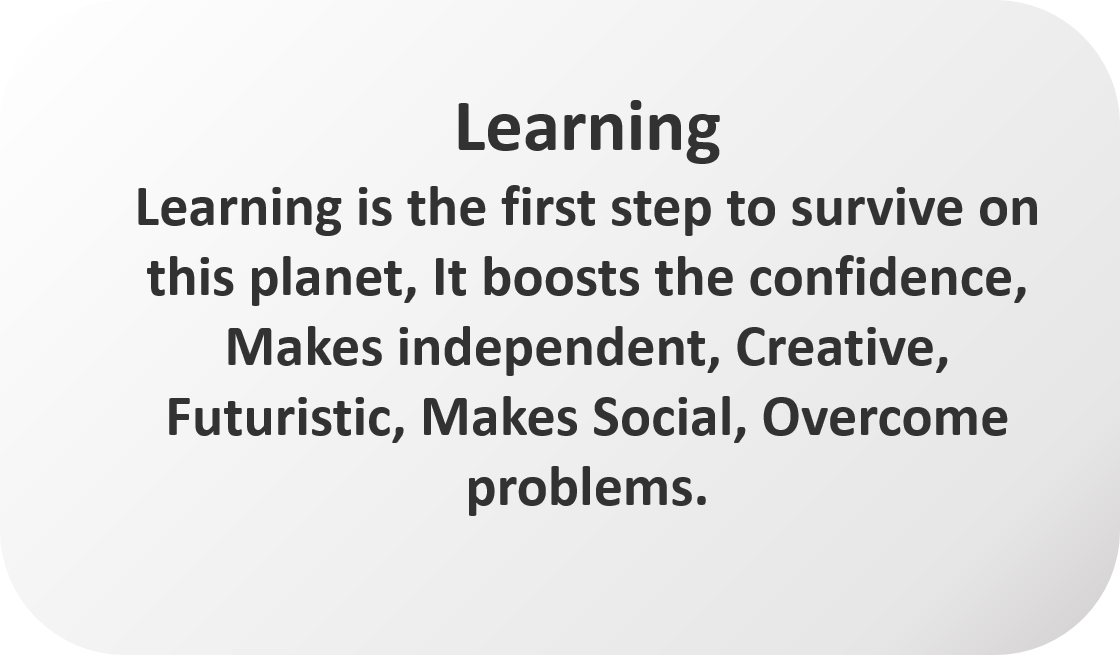 Learning
Learning is the first step to survive on
this planet, It boosts the confidence,
Makes independent, Creative,
Futuristic, Makes Social, Overcome
problems.